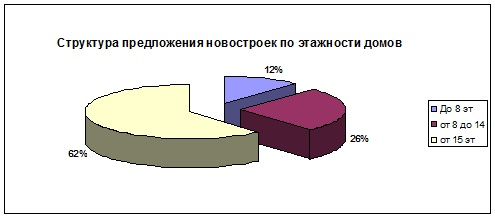 Структура предложения новостроек по этажности домов
12%
26%
62%
До 8 эт
от 8 до 14
от 15 эт